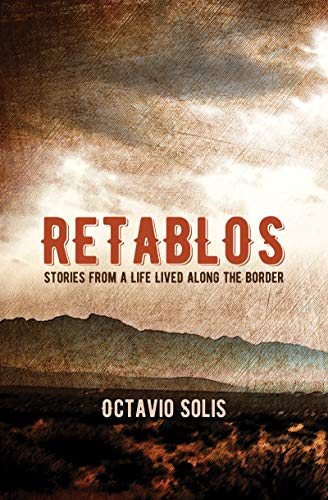 RETABLOS
STORIES FROM A LIFE LIVED ALONG THE BORDER
OCTAVIO SOLIS